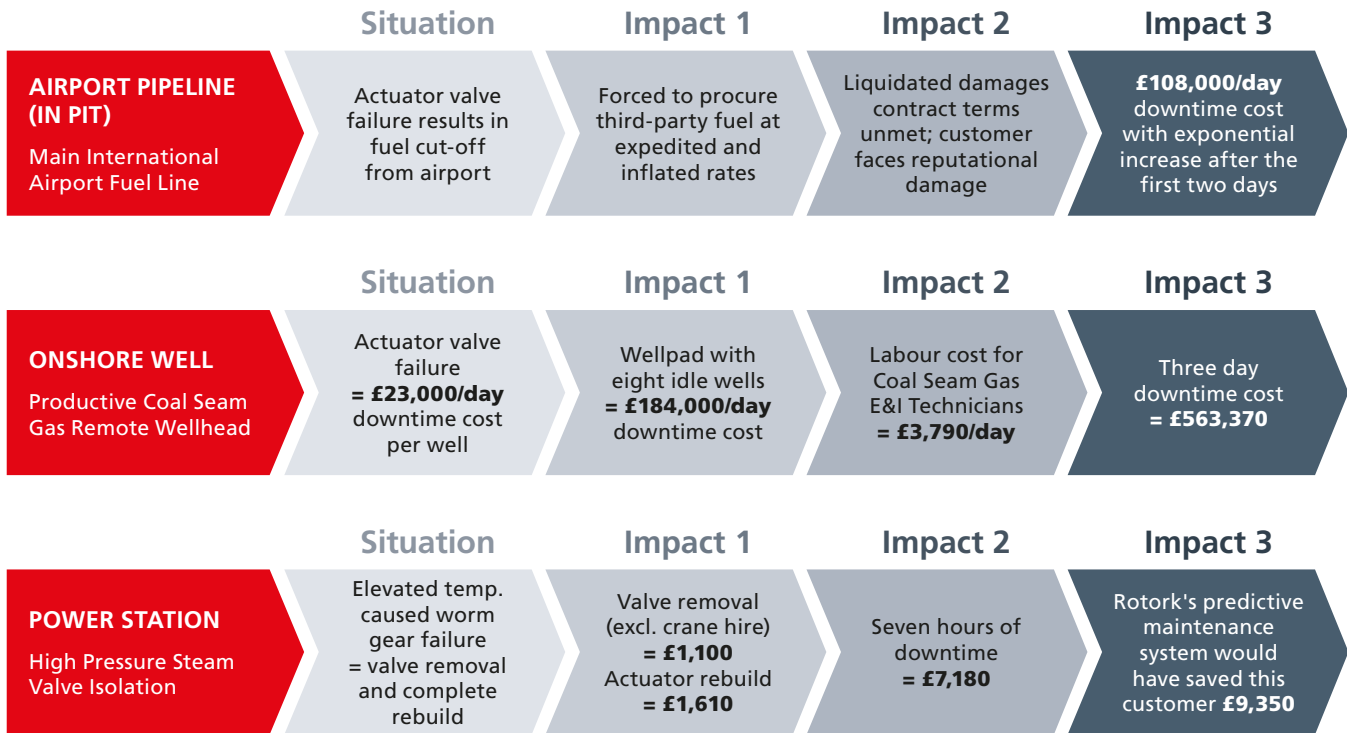 Situation
Impact 1
Impact 2
Impact 3
AIRPORT PIPELINE
(IN PIT)
Main International
Airport Fuel Line
Actuator valve
failure results in
fuel cut-off
from airport
Forced to procure
third-party fuel at
expedited and
inflated rates
Liquidated damages
contract terms
unmet; customer
faces reputational
damage
£108,000/day
downtime cost
with exponential
increase after the
first two days
Situation
Impact 1
Impact 2
Impact 3
ONSHORE WELL
Productive Coal Seam
Gas Remote Wellhead
Actuator valve
failure
= £23,000/day
downtime cost
per well
Wellpad with
eight idle wells
= £184,000/day
downtime cost
Labour cost for
Coal Seam Gas
E&I Technicians
= £3,790/day
Three day
downtime cost
= £563,370
Situation
Impact 1
Impact 2
Impact 3
POWER STATION
High Pressure Steam
Valve Isolation
Elevated temp.
caused worm
gear failure
= valve removal
and complete
rebuild
Valve removal
(excl. crane hire)
= £1,100
Actuator rebuild
= £1,610
Seven hours of
downtime
= £7,180
Rotork's predictive
maintenance
system would
have saved this
customer £9,350